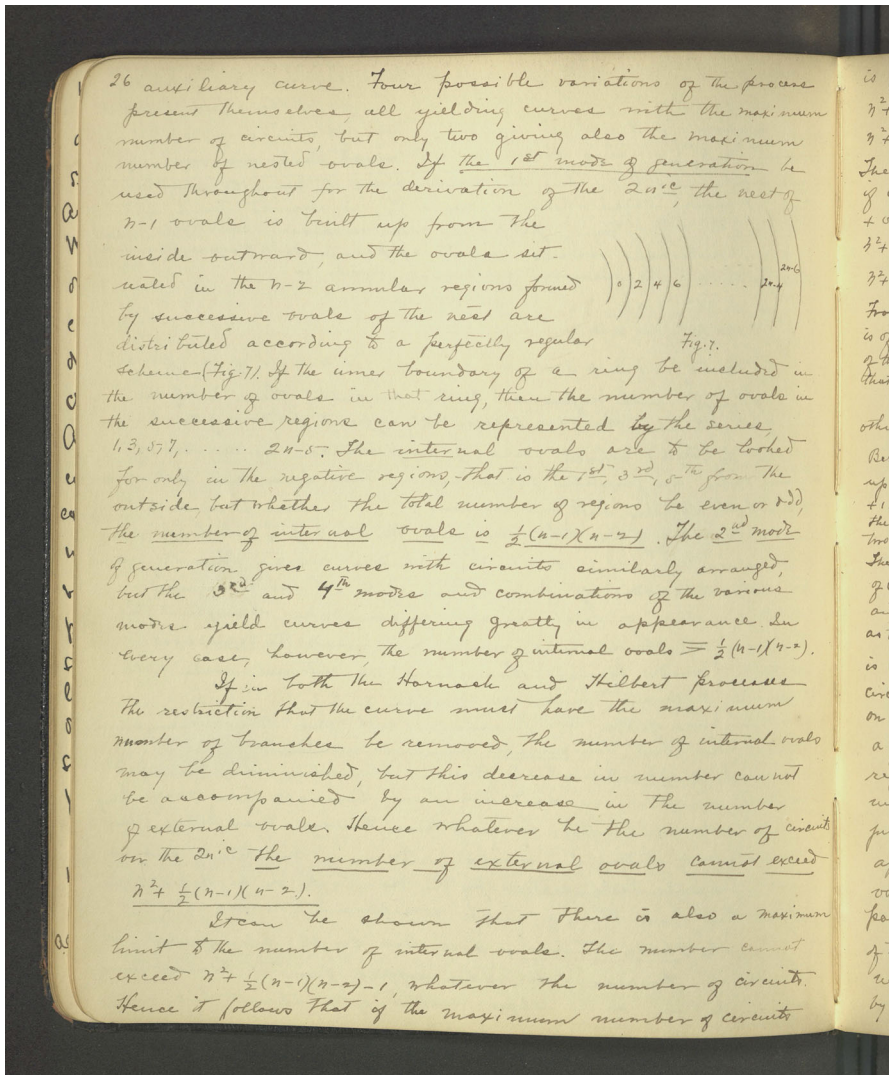 26 auxiliary curve. Four possible variations of the process
present themselves, all yielding curves with the maximum
number of circuits, but only two giving also the maximum
number of nested ovals. If the 1st mode of generation be
used throughout for the derivation of the 2nic, the nest of
n-1 ovals is built up from the
inside outward, and the ovals sit-
uated in the n-2 annular regions formed
by successive ovals of the nest are
distributed according to a perfectly regular
0 2 4 6 ...... 2n-4 2n-6
Fig. 7.
scheme (Fig. 7). If the inner boundary of a ring be included in
the number of ovals in that ring, then the number of ovals in
the successive regions can be represented by the series,
1, 3, 5, 7, ..... 2n-5. The internal ovals are to be looked
for only in the negative regions, that is the 1st, 3rd, 5th from the
outside, but whether the total number of regions be even or odd,
the number of internal ovals is ½(n-1)(n-2). The 2nd mode
of generation gives curves with circuits similarly arranged,
but the 3rd and 4th modes and combinations of the various
modes yield curves differing greatly in appearance. In
every case, however, the number of internal ovals ≧ ½(n-1)(n-2).
If in both the Harnack and Hilbert processes
the restriction that the curve must have the maximum
number of branches be removed, the number of internal ovals
may be diminished, but this decrease in number can not
be accompanied by an increase in the number
of external ovals. Hence whatever be the number of circuits
on the 2nic the number of external ovals cannot exceed
n²+ ½(n-1)(n-2).
It can be shown that there is also a maximum
limit to the number of internal ovals. The number cannot
exceed n²+ ½(n-1)(n-2)-1, whatever the number of circuits.
Hence it follows that if the maximum number of circuits